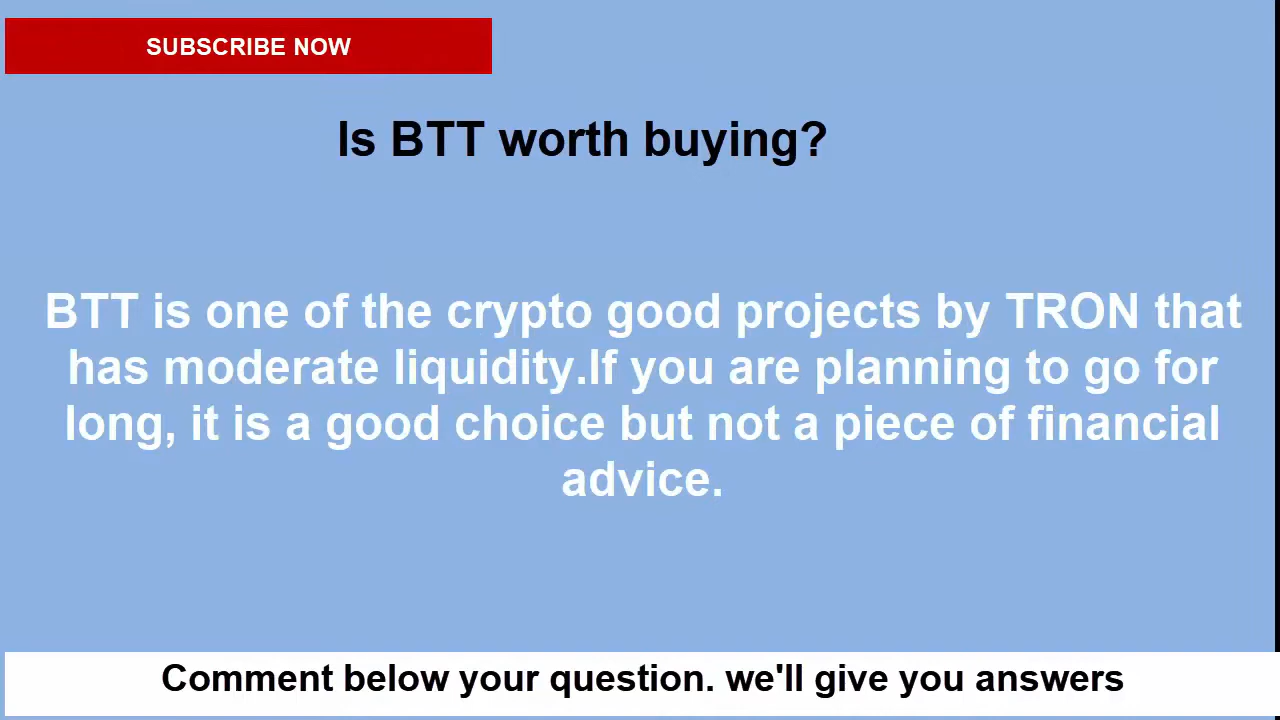 SUBSCRIBE NOW
Is BTT worth buying?
BTT is one of the crypto good projects by TRON that
has moderate liquidity.If you are planning to go for
long, it is a good choice but not a piece of financial
advice.
Comment below your question. we'll give you answers